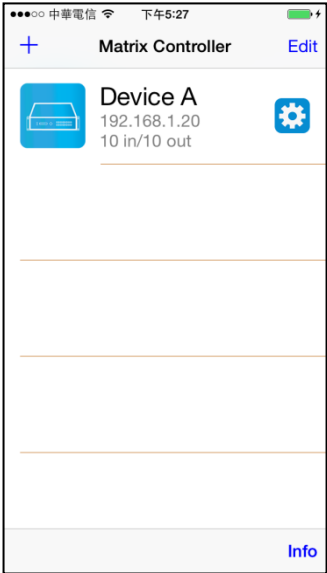 中華電信 下午5:27
+ Matrix Controller Edit
Device A
192.168.1.20
10 in/10 out
Info